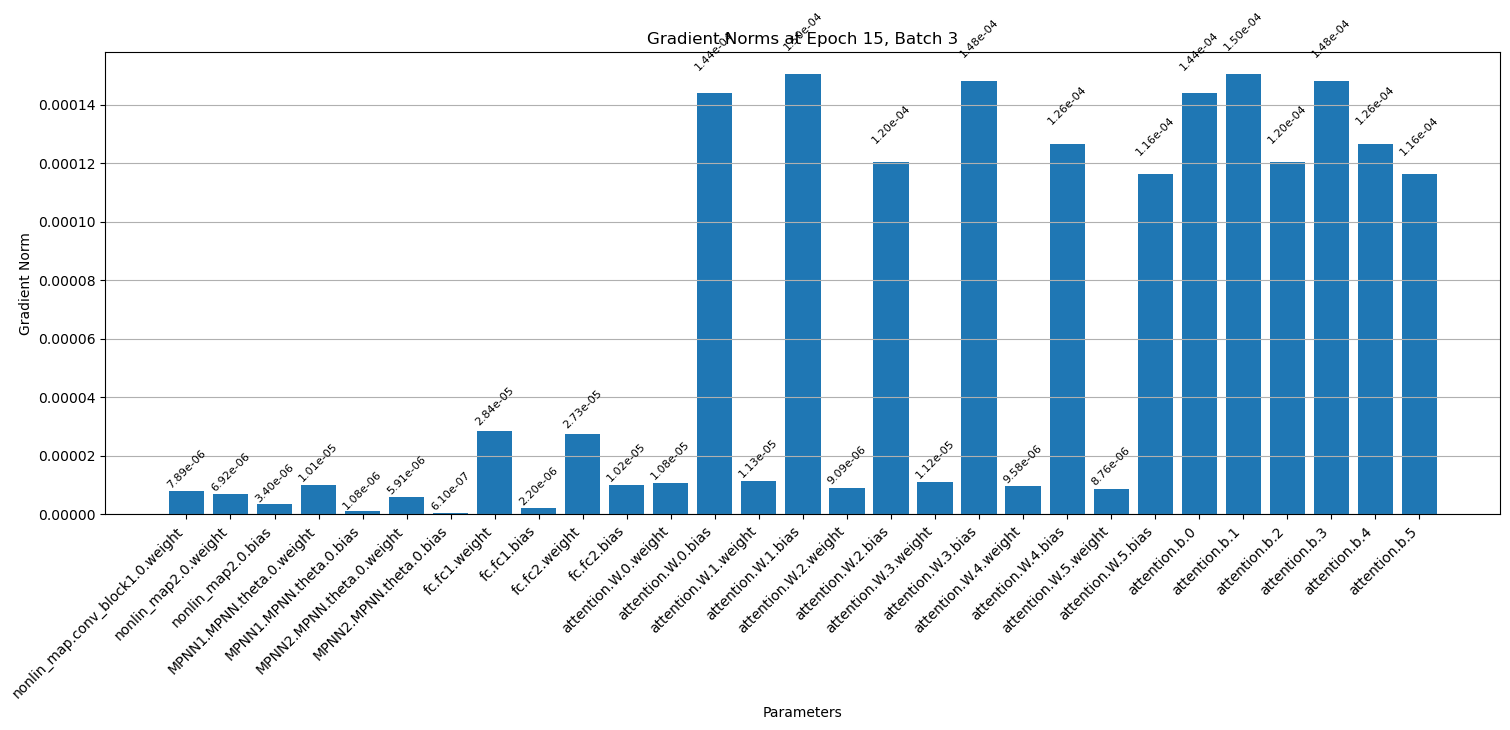 Gradient Norms at Epoch 15, Batch 3
Gradient Norm
0.00014
0.00012
0.00010
0.00008
0.00006
0.00004
0.00002
0.00000
7.89e-06
6.92e-06
3.40e-06
1.01e-05
1.08e-06
5.91e-06
6.10e-07
2.84e-05
2.20e-06
2.73e-05
1.02e-05
1.08e-05
1.44e-04
1.13e-05
1.50e-04
9.09e-06
1.20e-04
1.12e-05
1.48e-04
9.58e-06
1.26e-04
8.76e-06
1.16e-04
1.44e-04
1.50e-04
1.20e-04
1.48e-04
1.26e-04
1.16e-04
nonlin_map.conv_block1.0.weight
nonlin_map2.0.weight
nonlin_map2.0.bias
MPNN1.MPNN.theta.0.weight
MPNN1.MPNN.theta.0.bias
MPNN2.MPNN.theta.0.weight
MPNN2.MPNN.theta.0.bias
fc.fc1.weight
fc.fc1.bias
fc.fc2.weight
fc.fc2.bias
attention.W.0.weight
attention.W.0.bias
attention.W.1.weight
attention.W.1.bias
attention.W.2.weight
attention.W.2.bias
attention.W.3.weight
attention.W.3.bias
attention.W.4.weight
attention.W.4.bias
attention.W.5.weight
attention.W.5.bias
attention.b.0
attention.b.1
attention.b.2
attention.b.3
attention.b.4
attention.b.5
Parameters